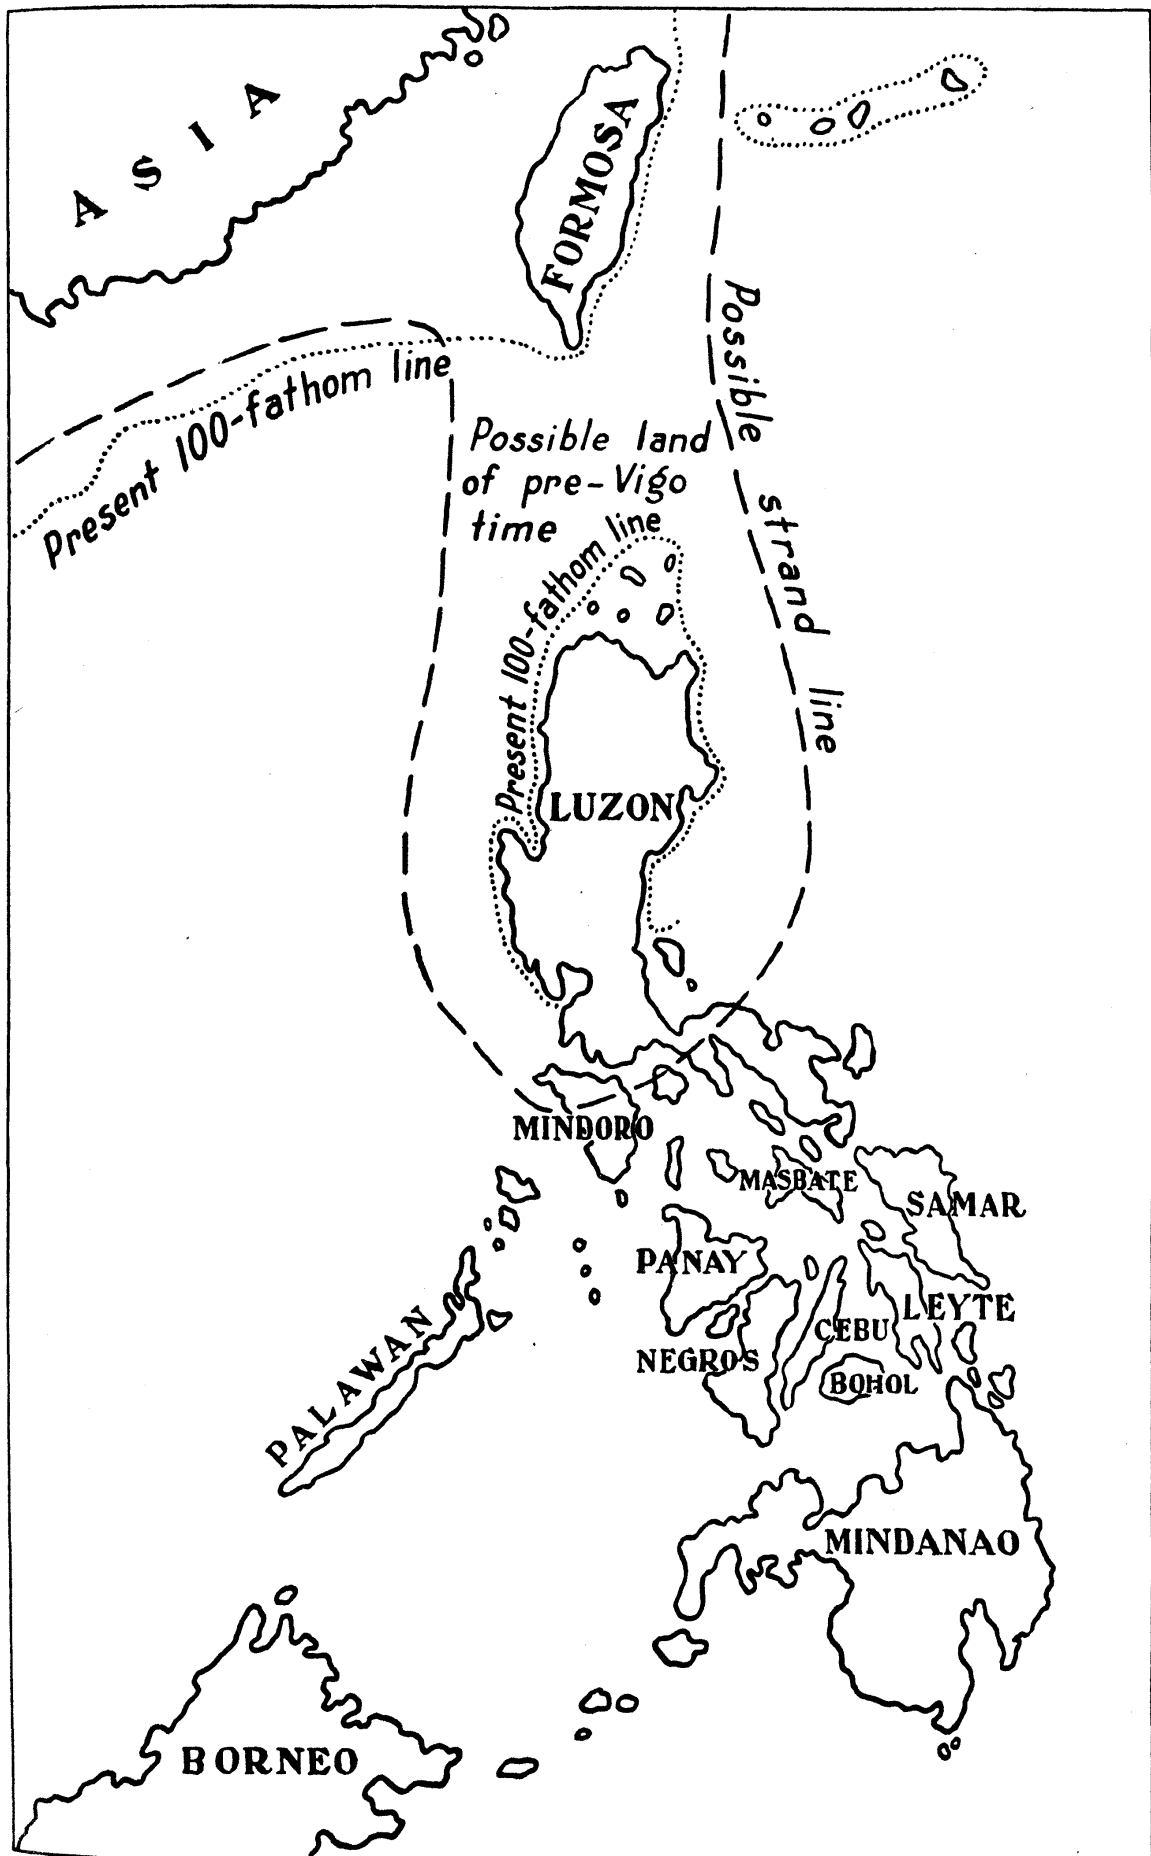 ASIA
FORMOSA
Present 100-fathom line
Possible strand line
Possible land
of pre-Vigo
time
Present 100-fathom line
LUZON
MINDORO
MASBATE
SAMAR
PANAY
LEYTE
CEBU
NEGROS
BOHOL
PALAWAN
MINDANAO
BORNEO